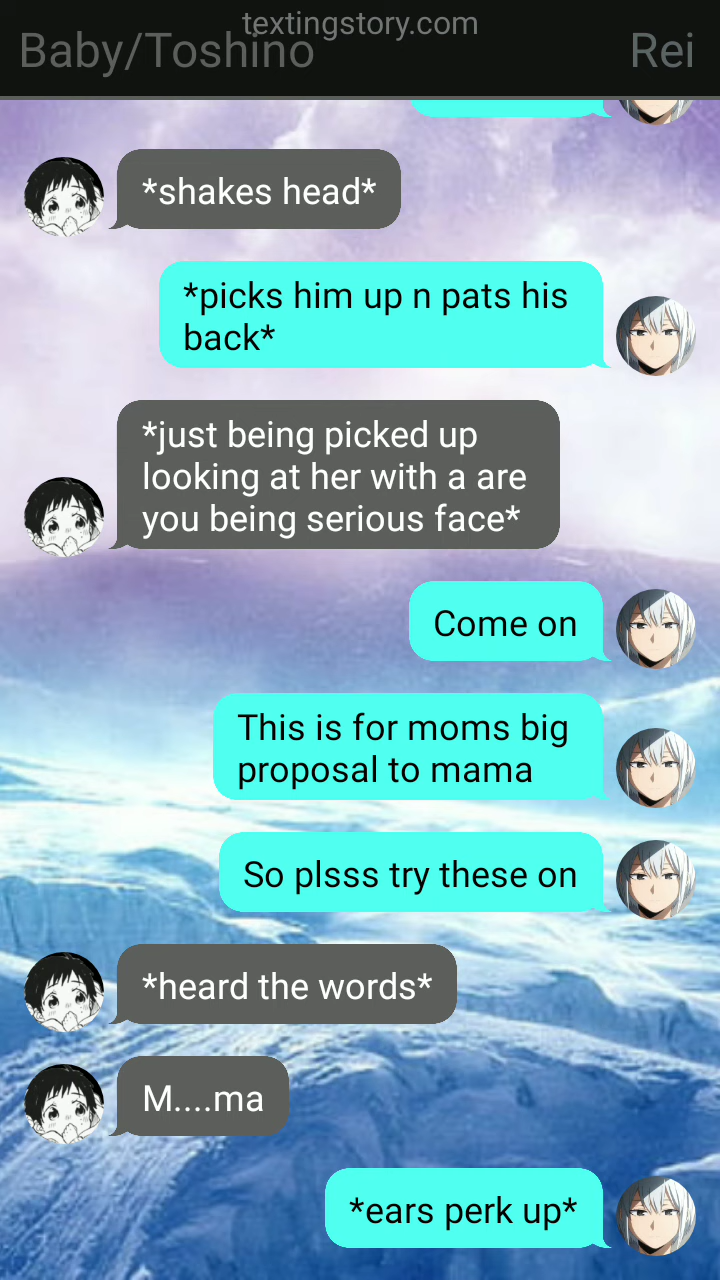 textingstory.com
Baby/Toshino
Rei
*shakes head*
*picks him up n pats his
back*
*just being picked up
looking at her with a are
you being serious face*
Come on
This is for moms big
proposal to mama
So plsss try these on
*heard the words*
M....ma
*ears perk up*